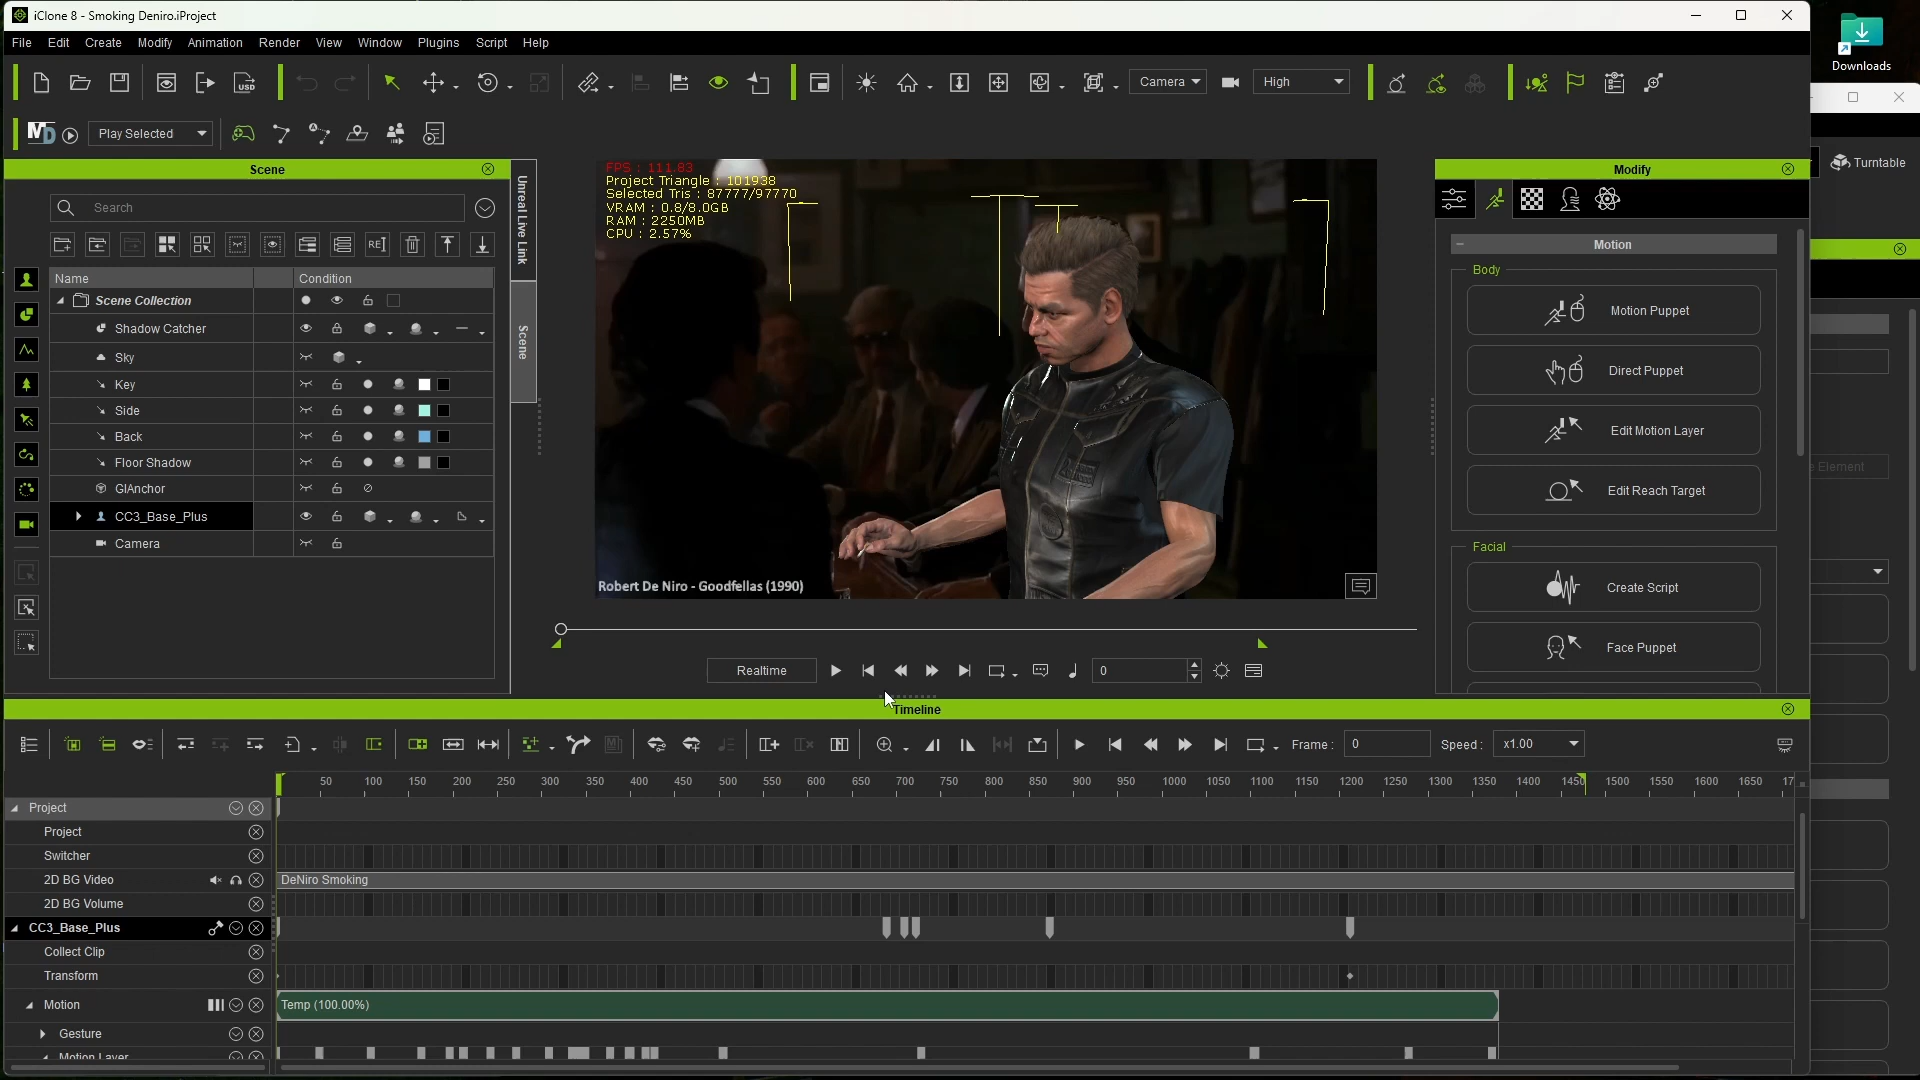 iClone 8 - Smoking Deniro.iProject
Downloads
File Edit Create Modify Animation Render View Window Plugins Script Help
USD
Camera
High
MD
Play Selected
Turntable
Scene
Search
REI
Name
Condition
Scene Collection
Shadow Catcher
Sky
Key
Side
Back
Floor Shadow
GIAnchor
CC3_Base_Plus
Camera
Unreal Live Link
Scene
FPS : 111.83
Project Triangle : 101938
Selected Tris : 87777/97770
VRAM : 0.8/8.0GB
RAM : 2250MB
CPU : 2.57%
Robert De Niro - Goodfellas (1990)
Realtime
0
Modify
Motion
Body
Motion Puppet
Direct Puppet
Edit Motion Layer
Edit Reach Target
Facial
Create Script
Face Puppet
Element
Timeline
Frame : 0
Speed : x1.00
50 100 150 200 250 300 350 400 450 500 550 600 650 700 750 800 850 900 950 1000 1050 1100 1150 1200 1250 1300 1350 1400 1450 1500 1550 1600 1650 17
Project
Project
Switcher
2D BG Video
DeNiro Smoking
2D BG Volume
CC3_Base_Plus
Collect Clip
Transform
Motion
Temp (100.00%)
Gesture
Motion Layer